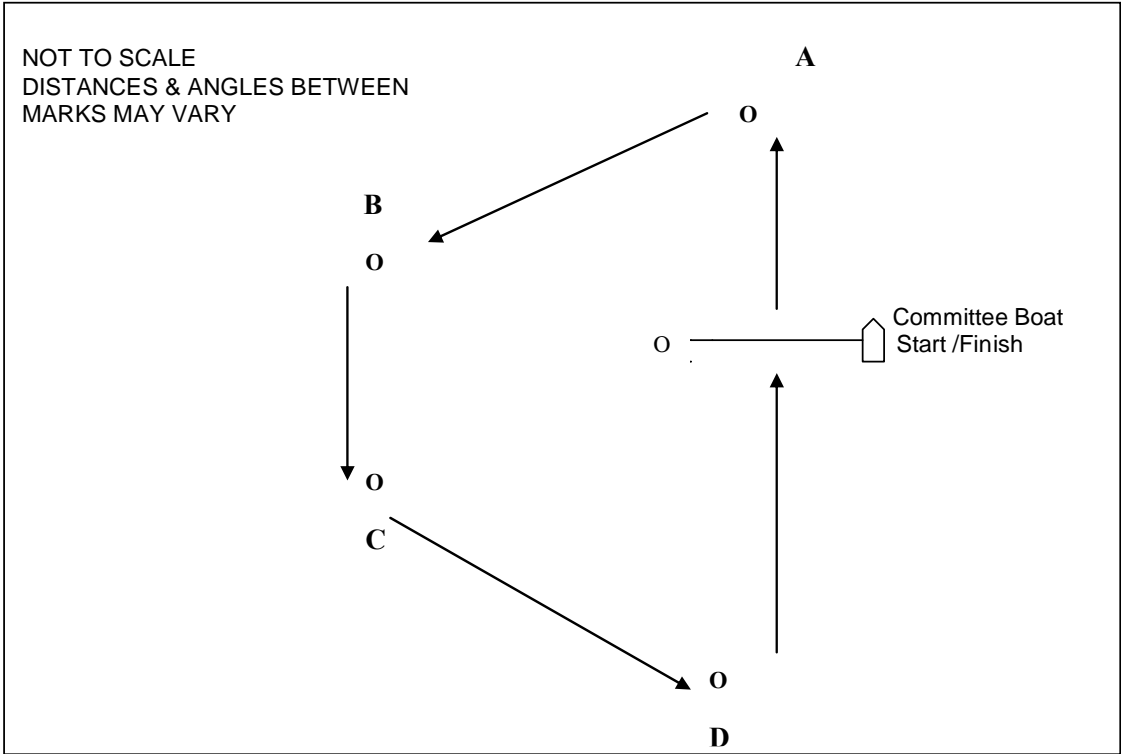 NOT TO SCALE
DISTANCES & ANGLES BETWEEN
MARKS MAY VARY
A
O
B
O
Committee Boat
O
Start /Finish
O
C
O
D